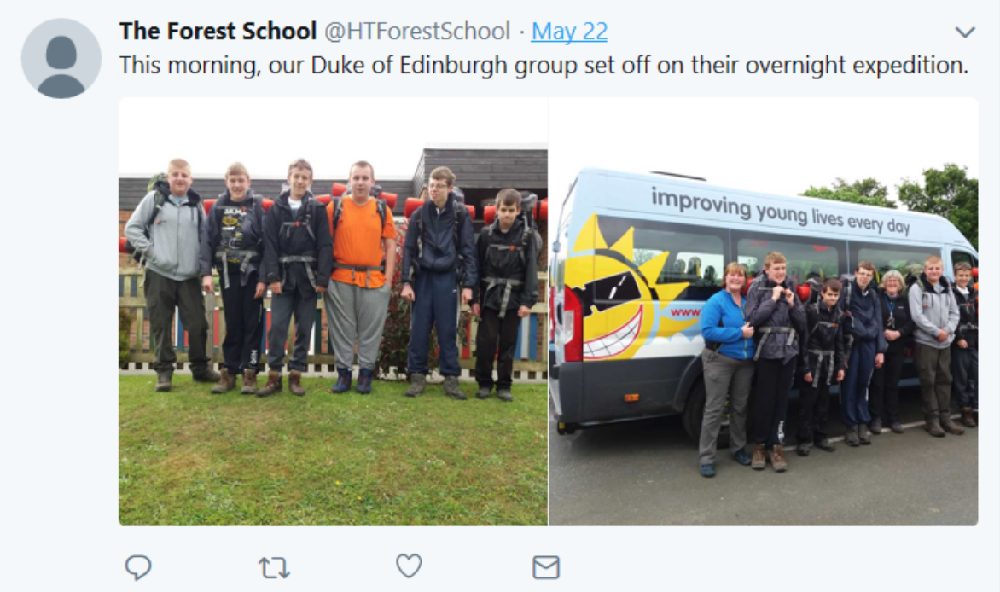 The Forest School @HTForestSchool · May 22
This morning, our Duke of Edinburgh group set off on their overnight expedition.
improving young lives every day
www.